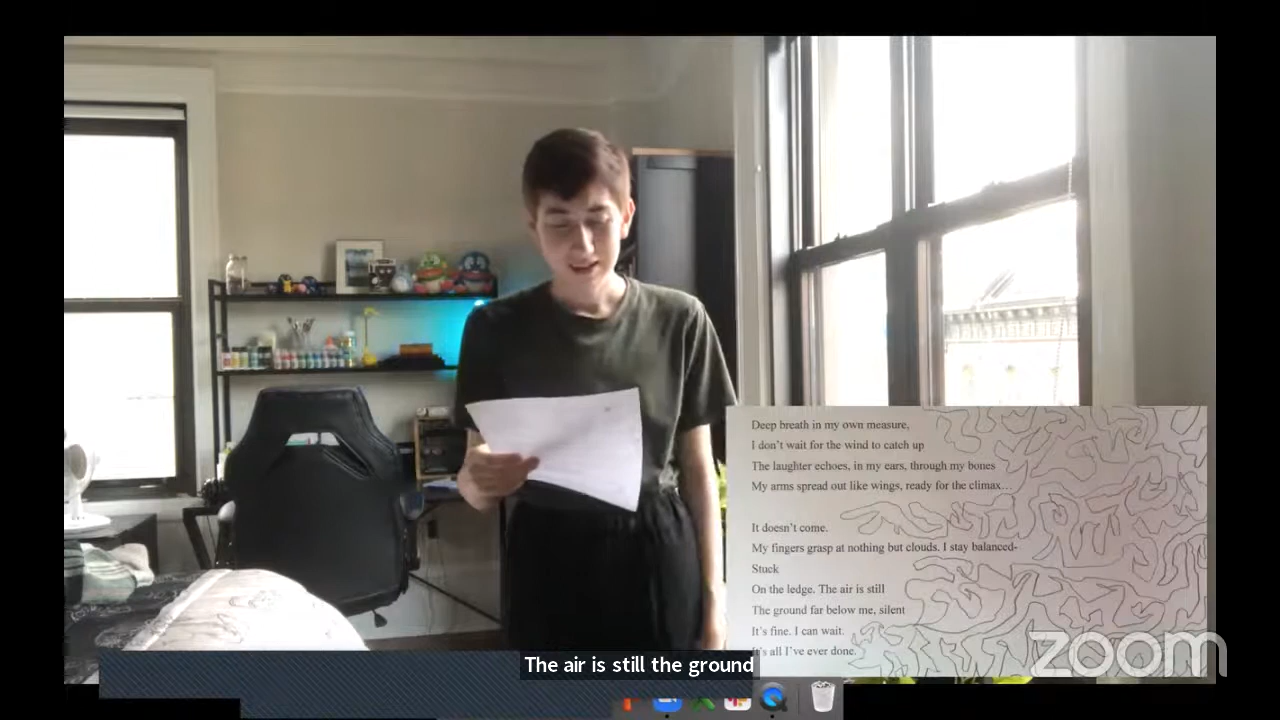 Deep breath in my own measure,
I don't wait for the wind to catch up
The laughter echoes, in my ears, through my bones
My arms spread out like wings, ready for the climax…
It doesn't come.
My fingers grasp at nothing but clouds. I stay balanced-
Stuck
On the ledge. The air is still
The ground far below me, silent
It's fine. I can wait.
It's all I've ever done.
zoom
The air is still the ground